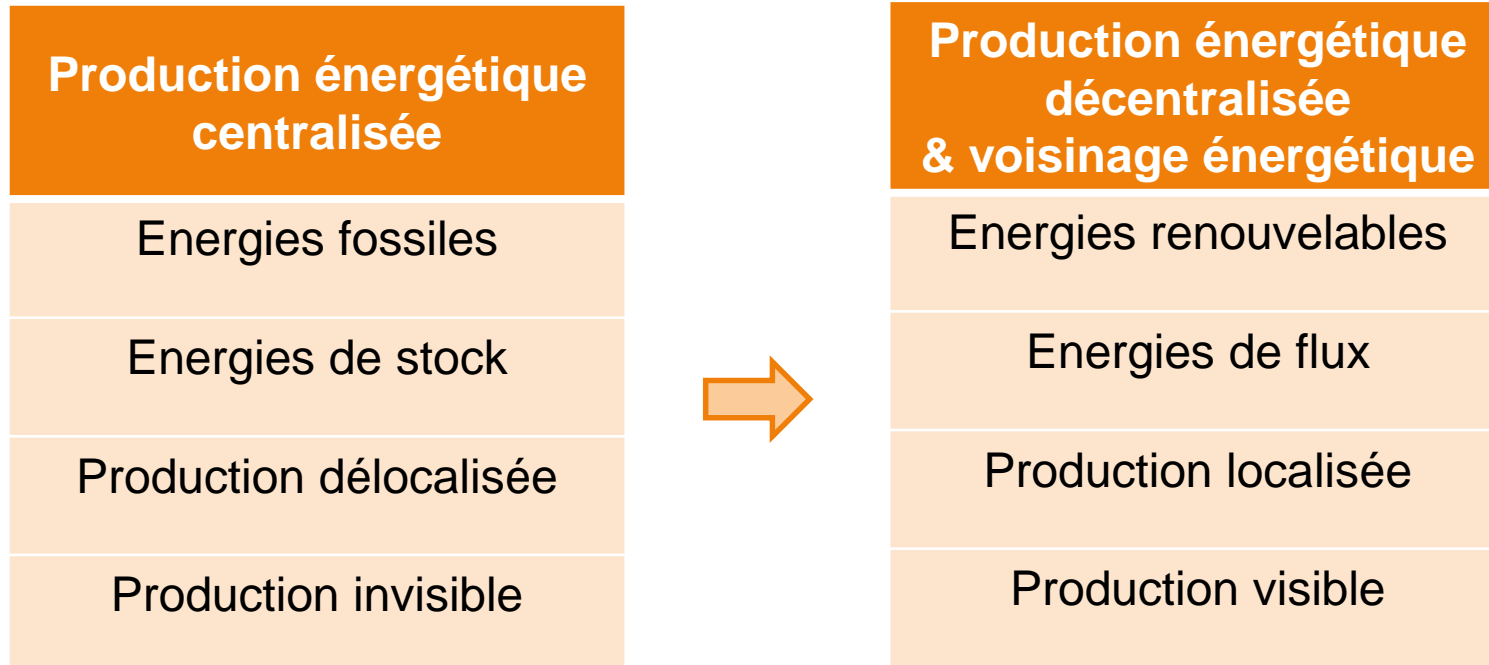 Production énergétique
centralisée
Energies fossiles
Energies de stock
Production délocalisée
Production invisible
Production énergétique
décentralisée
& voisinage énergétique
Energies renouvelables
Energies de flux
Production localisée
Production visible